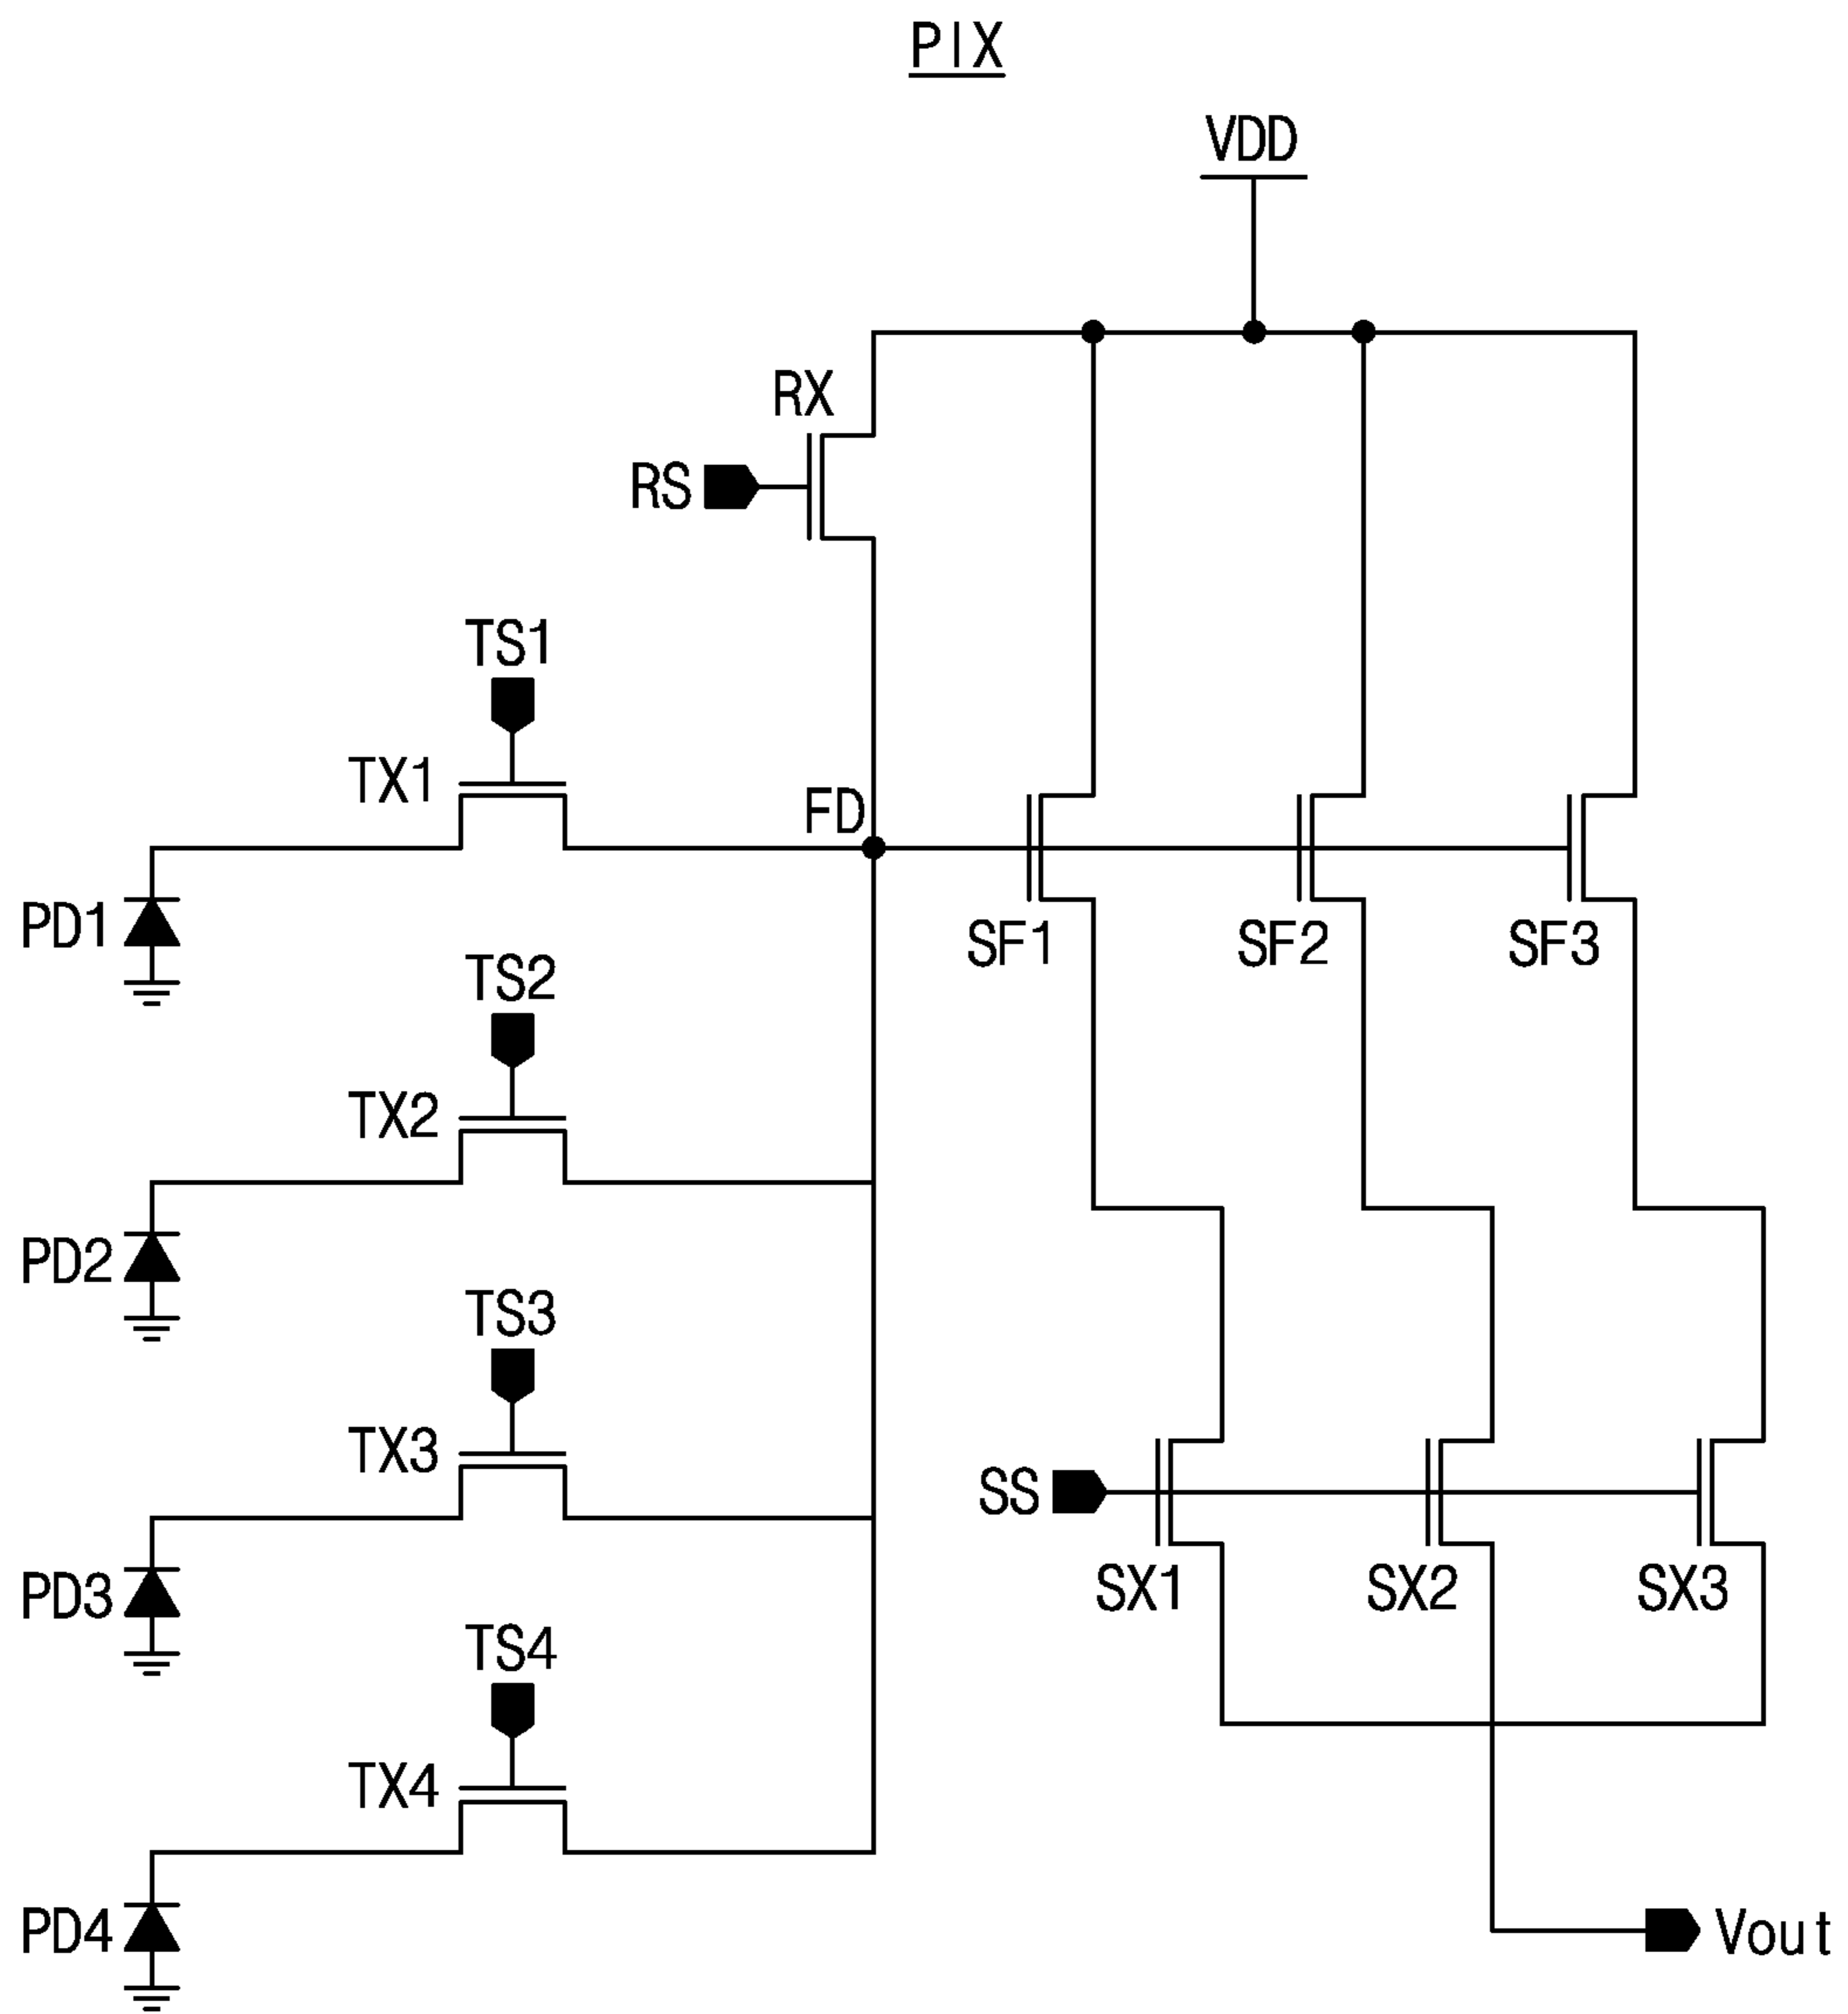 PIX
VDD
RX
RS
TS1
TX1
FD
PD1
SF1
SF2
SF3
TS2
TX2
PD2
TS3
TX3
SS
PD3
SX1
SX2
SX3
TS4
TX4
PD4
Vout